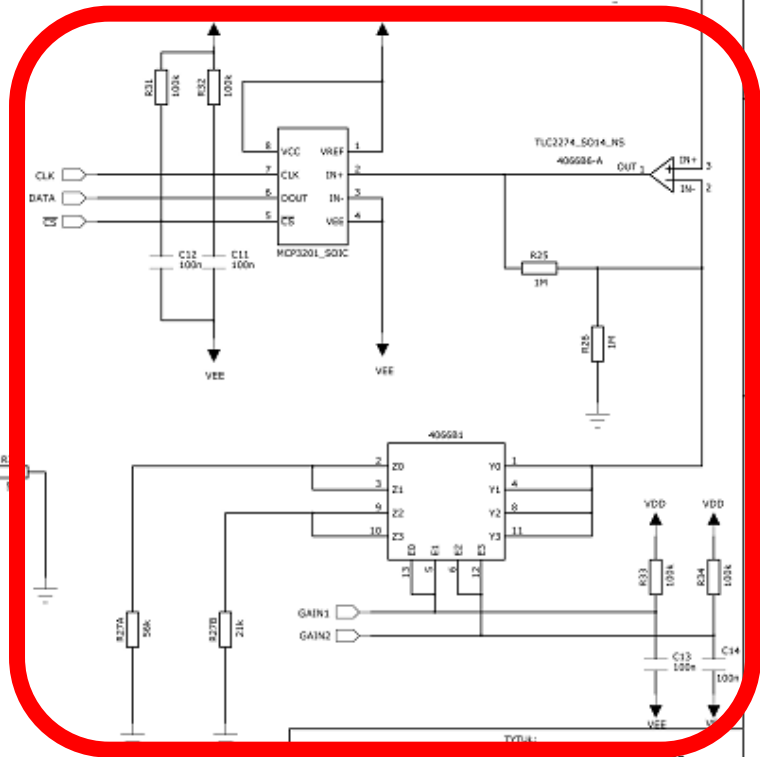 R31
100k
R32
100k
TLC2274_SO14_NS
4066B6-A
OUT
1
IN+
3
IN-
2
8
VCC
VREF
1
CLK
7
CLK
IN+
2
DATA
6
DOUT
IN-
3
CS
5
CS
VEE
4
MCP3201_SOIC
C12
100n
C11
100n
R25
1M
R26
1M
VEE
VEE
4066B1
2
Z0
Y0
1
3
Z1
Y1
4
9
Z2
Y2
8
10
Z3
Y3
11
E0
E1
E2
E3
13
5
6
12
VDD
VDD
R33
100k
R34
100k
GAIN1
GAIN2
R27A
56k
R27B
21k
C13
100n
C14
100n
VEE